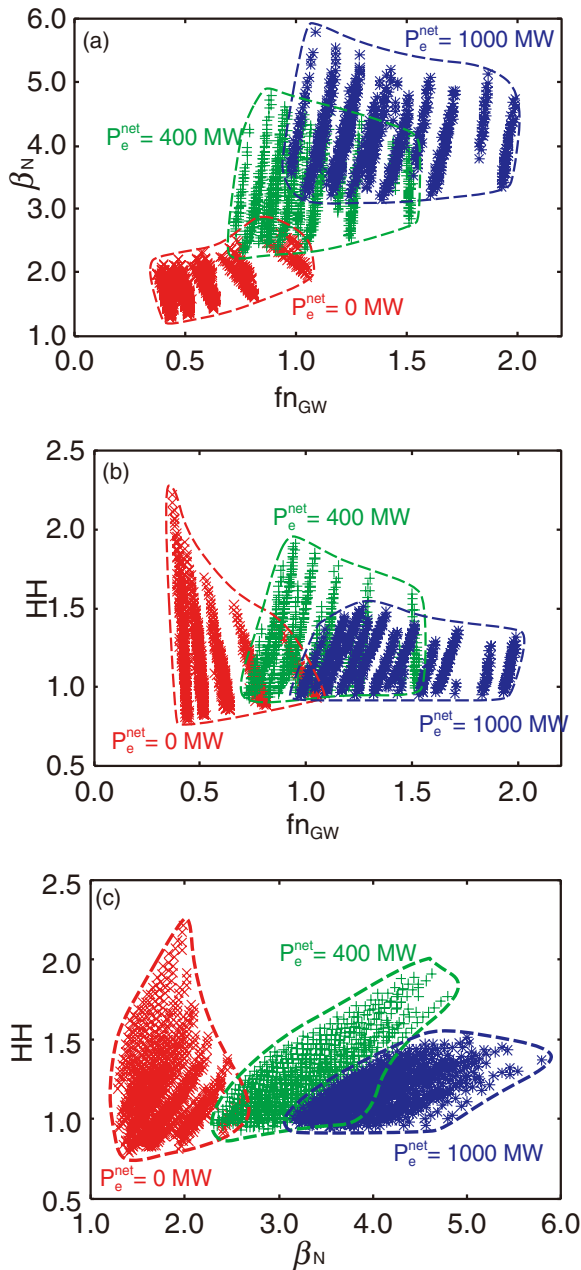 (a)
P_e^net = 1000 MW
P_e^net = 400 MW
P_e^net = 0 MW
6.0
5.0
4.0
3.0
2.0
1.0
β_N
0.0 0.5 1.0 1.5 2.0
fn_GW
(b)
P_e^net = 400 MW
P_e^net = 0 MW
P_e^net = 1000 MW
2.5
2.0
1.5
1.0
0.5
HH
0.0 0.5 1.0 1.5 2.0
fn_GW
(c)
P_e^net = 400 MW
P_e^net = 0 MW
P_e^net = 1000 MW
2.5
2.0
1.5
1.0
0.5
HH
1.0 2.0 3.0 4.0 5.0 6.0
β_N